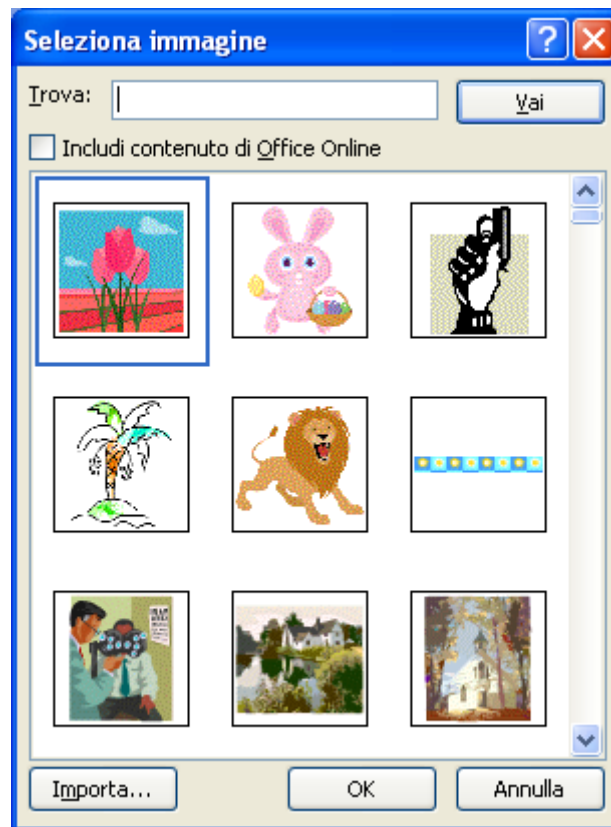 Seleziona immagine
Trova:
Vai
Includi contenuto di Office Online
Importa...
OK
Annulla